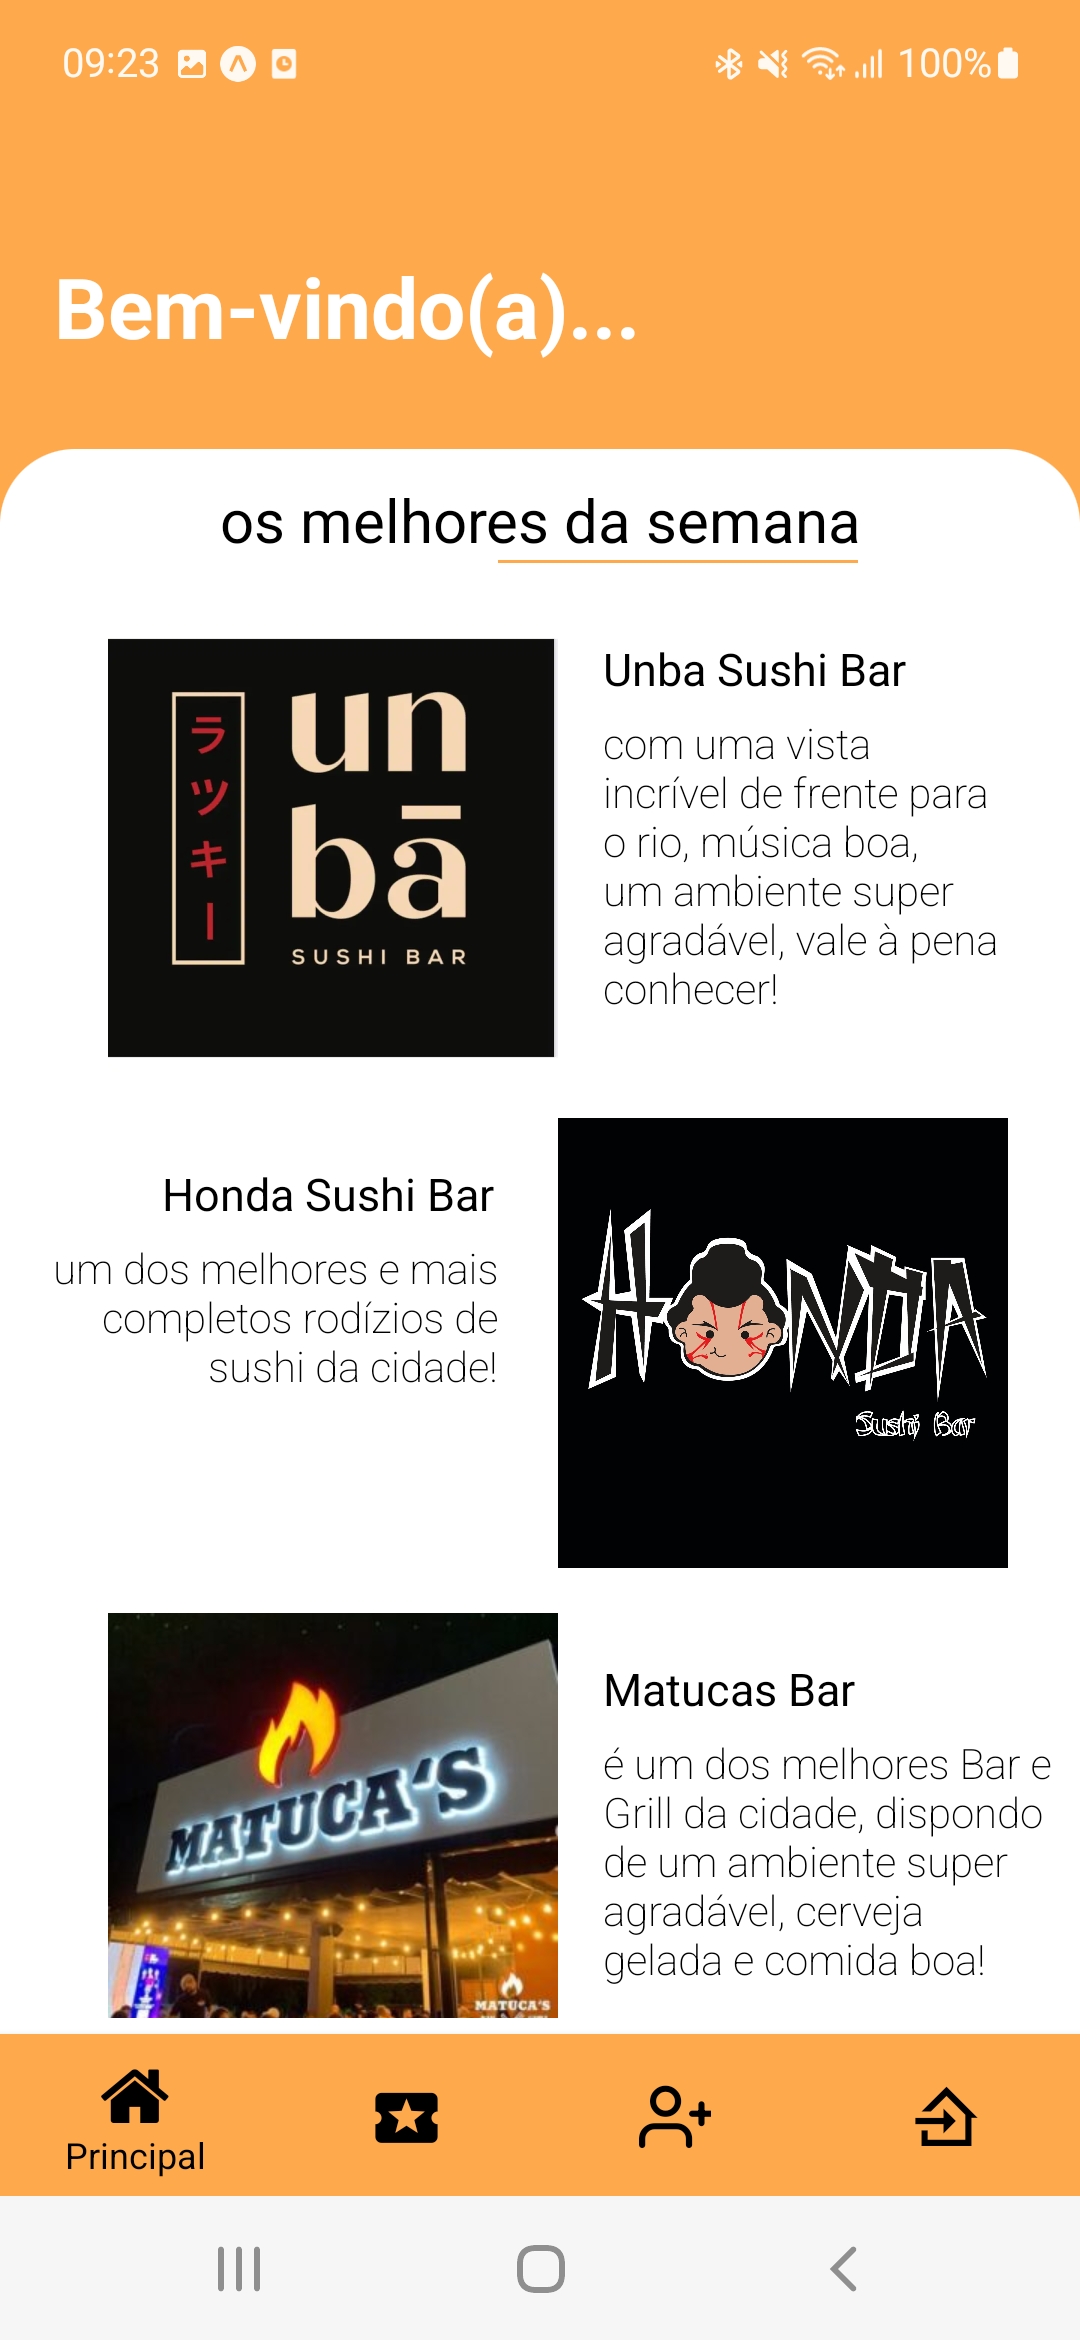 09:23
100%
Bem-vindo(a)...
os melhores da semana
ラッキー
un
bā
SUSHI BAR
Unba Sushi Bar
com uma vista
incrível de frente para
o rio, música boa,
um ambiente super
agradável, vale à pena
conhecer!
Honda Sushi Bar
um dos melhores e mais
completos rodízios de
sushi da cidade!
HONDA
Sushi Bar
MATUCA'S
MATUCA'S
Matucas Bar
é um dos melhores Bar e
Grill da cidade, dispondo
de um ambiente super
agradável, cerveja
gelada e comida boa!
Principal